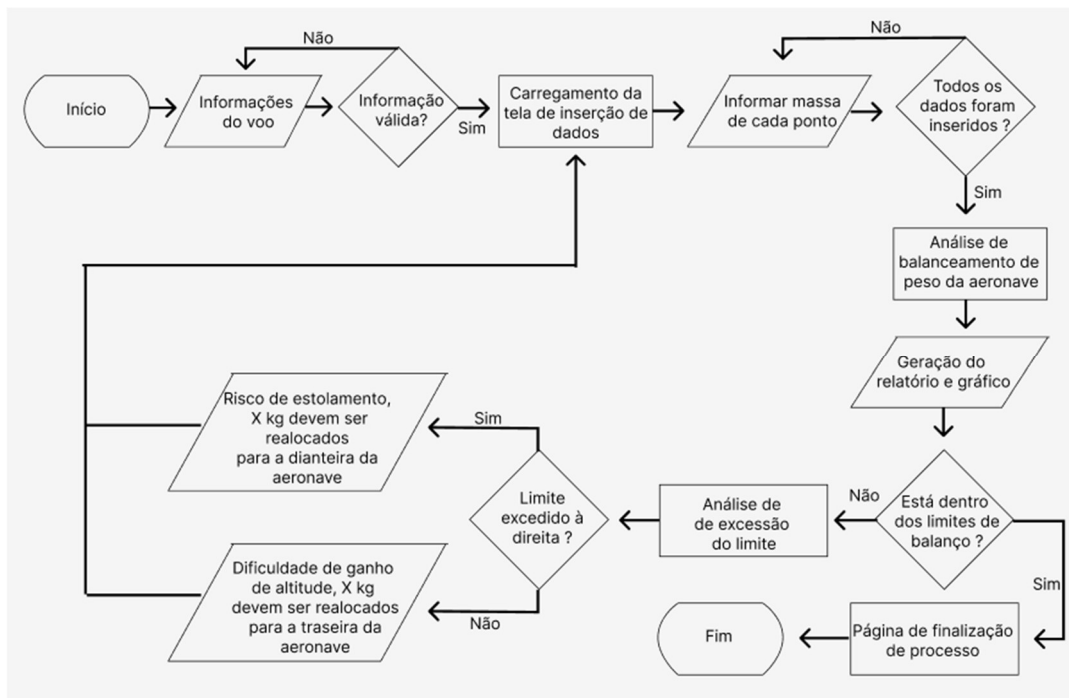 Não
Início
Informações
do voo
Informação
válida?
Sim
Carregamento da
tela de inserção de
dados
Informar massa
de cada ponto
Não
Todos os
dados foram
inseridos ?
Sim
Análise de
balanceamento de
peso da aeronave
Geração do
relatório e gráfico
Está dentro
dos limites de
balanço ?
Não
Sim
Análise de
de excessão
do limite
Limite
excedido à
direita ?
Sim
Risco de estolamento,
X kg devem ser
realocados
para a dianteira da
aeronave
Não
Dificuldade de ganho
de altitude, X kg
devem ser realocados
para a traseira da
aeronave
Página de finalização
de processo
Fim